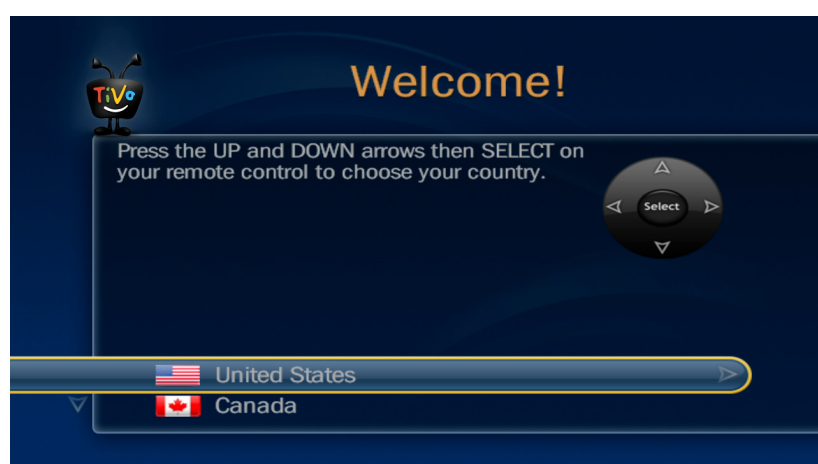 TiVo
Welcome!
Press the UP and DOWN arrows then SELECT on
your remote control to choose your country.
Select
United States
Canada